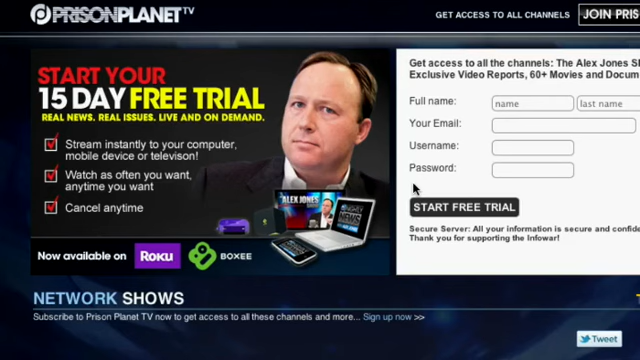 PRISONPLANET TV
GET ACCESS TO ALL CHANNELS
JOIN PRIS
START YOUR
15 DAY FREE TRIAL
REAL NEWS. REAL ISSUES. LIVE AND ON DEMAND.
Stream instantly to your computer,
mobile device or televison!
Watch as often you want,
anytime you want
Cancel anytime
ALEX JONES
NEWS
Now available on
Roku
BOXEE
Get access to all the channels: The Alex Jones S
Exclusive Video Reports, 60+ Movies and Docum
Full name:
name
last name
Your Email:
Username:
Password:
START FREE TRIAL
Secure Server: All your information is secure and confide
Thank you for supporting the Infowar!
NETWORK SHOWS
Subscribe to Prison Planet TV now to get access to all these channels and more... Sign up now >>
Tweet